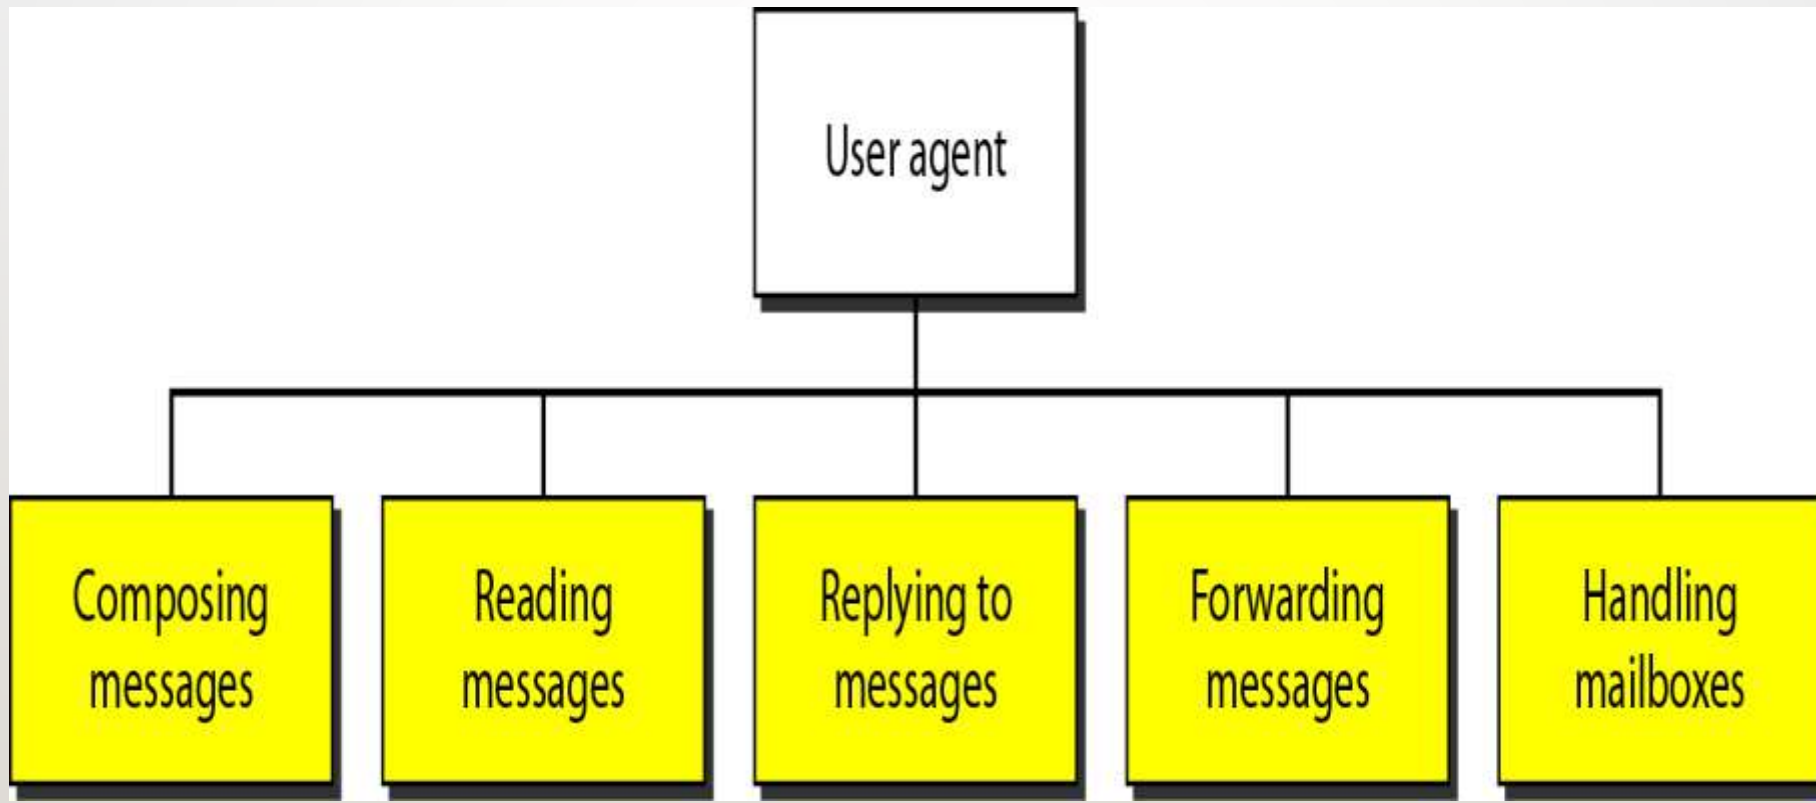 User agent
Composing
messages
Reading
messages
Replying to
messages
Forwarding
messages
Handling
mailboxes